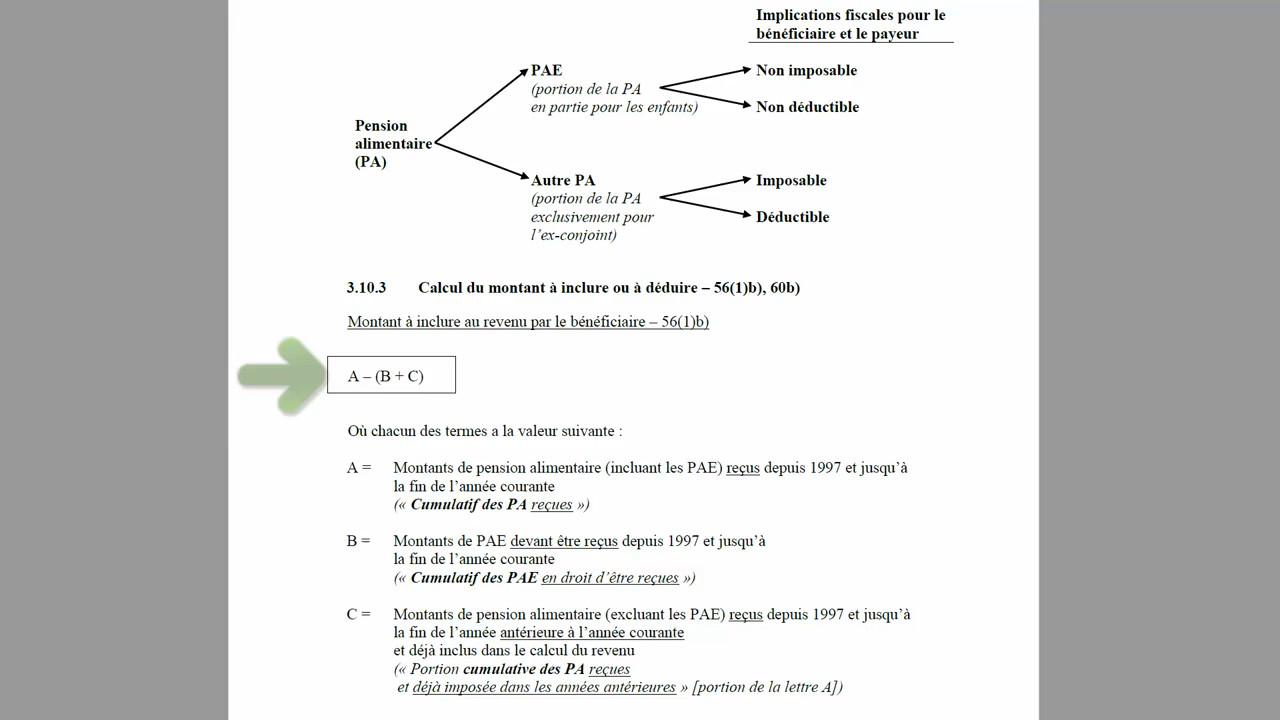 Implications fiscales pour le
bénéficiaire et le payeur
PAE
(portion de la PA
en partie pour les enfants)
Non imposable
Non déductible
Pension
alimentaire
(PA)
Autre PA
(portion de la PA
exclusivement pour
l’ex-conjoint)
Imposable
Déductible
3.10.3 Calcul du montant à inclure ou à déduire – 56(1)b), 60b)
Montant à inclure au revenu par le bénéficiaire – 56(1)b)
A – (B + C)
Où chacun des termes a la valeur suivante :
A = Montants de pension alimentaire (incluant les PAE) reçus depuis 1997 et jusqu’à
la fin de l’année courante
(« Cumulatif des PA reçues »)
B = Montants de PAE devant être reçus depuis 1997 et jusqu’à
la fin de l’année courante
(« Cumulatif des PAE en droit d’être reçues »)
C = Montants de pension alimentaire (excluant les PAE) reçus depuis 1997 et jusqu’à
la fin de l’année antérieure à l’année courante
et déjà inclus dans le calcul du revenu
(« Portion cumulative des PA reçues
et déjà imposée dans les années antérieures » [portion de la lettre A])